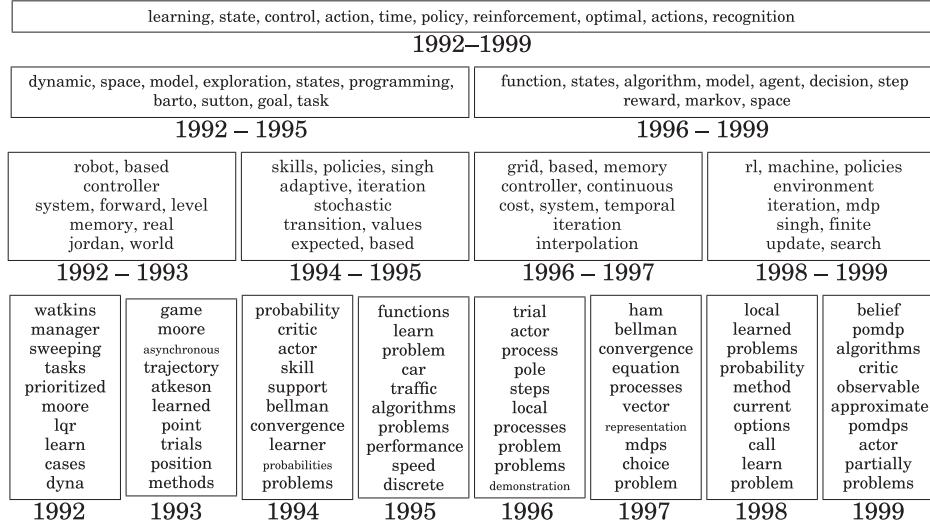 learning, state, control, action, time, policy, reinforcement, optimal, actions, recognition
1992–1999
dynamic, space, model, exploration, states, programming,
barto, sutton, goal, task
1992 – 1995
function, states, algorithm, model, agent, decision, step
reward, markov, space
1996 – 1999
robot, based
controller
system, forward, level
memory, real
jordan, world
1992 – 1993
skills, policies, singh
adaptive, iteration
stochastic
transition, values
expected, based
1994 – 1995
grid, based, memory
controller, continuous
cost, system, temporal
iteration
interpolation
1996 – 1997
rl, machine, policies
environment
iteration, mdp
singh, finite
update, search
1998 – 1999
watkins
manager
sweeping
tasks
prioritized
moore
lqr
learn
cases
dyna
1992
game
moore
asynchronous
trajectory
atkeson
learned
point
trials
position
methods
1993
probability
critic
actor
skill
support
bellman
convergence
learner
probabilities
problems
1994
functions
learn
problem
car
traffic
algorithms
problems
performance
speed
discrete
1995
trial
actor
process
pole
steps
local
processes
problem
problems
demonstration
1996
ham
bellman
convergence
equation
processes
vector
representation
mdps
choice
problem
1997
local
learned
problems
probability
method
current
options
call
learn
problem
1998
belief
pomdp
algorithms
critic
observable
approximate
pomdps
actor
partially
problems
1999